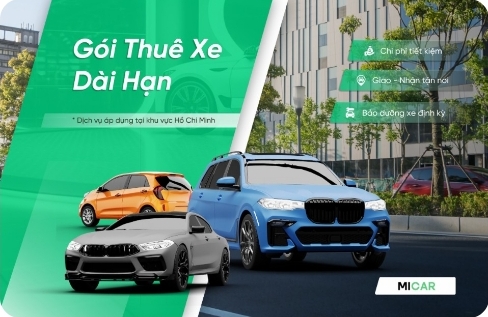 Gói Thuê Xe
Dài Hạn
* Dịch vụ áp dụng tại khu vực Hồ Chí Minh
Chi phí tiết kiệm
Giao - Nhận tận nơi
Bảo dưỡng xe định kỳ
MICAR